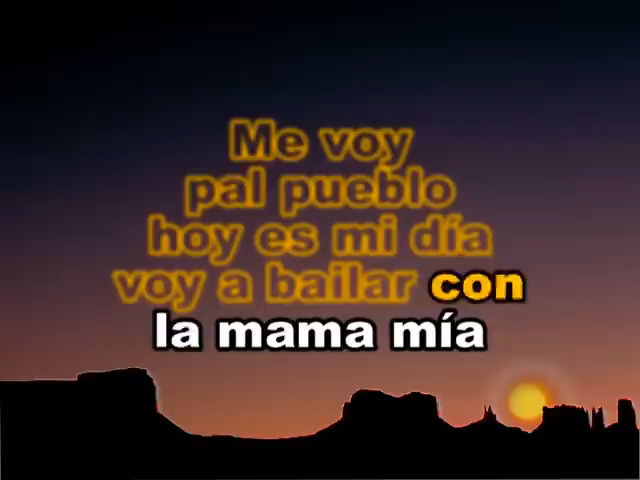 Me voy
pal pueblo
hoy es mi día
voy a bailar con
la mama mía